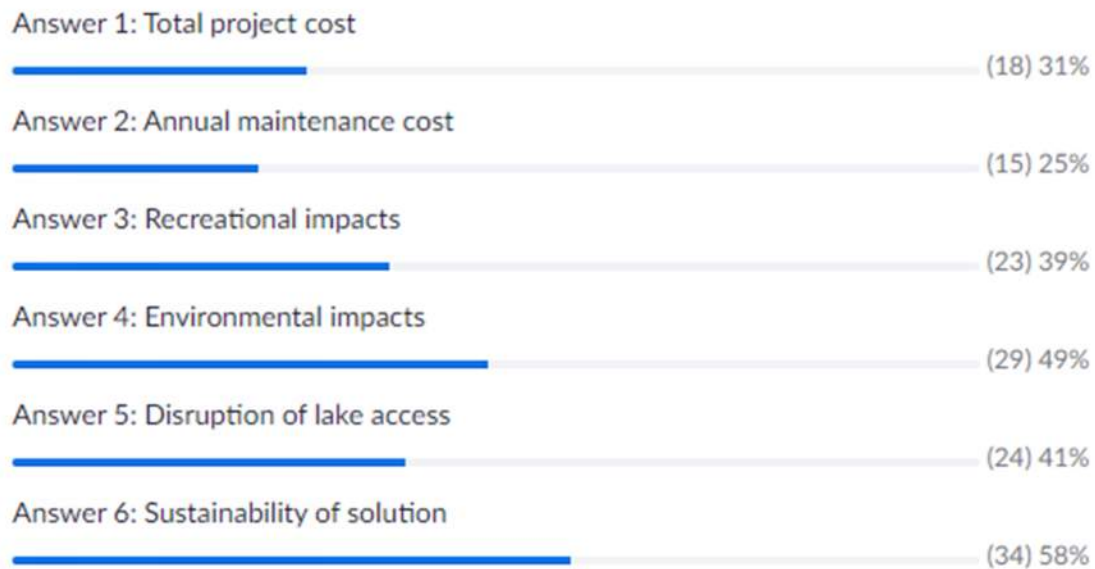 Answer 1: Total project cost
(18) 31%
Answer 2: Annual maintenance cost
(15) 25%
Answer 3: Recreational impacts
(23) 39%
Answer 4: Environmental impacts
(29) 49%
Answer 5: Disruption of lake access
(24) 41%
Answer 6: Sustainability of solution
(34) 58%